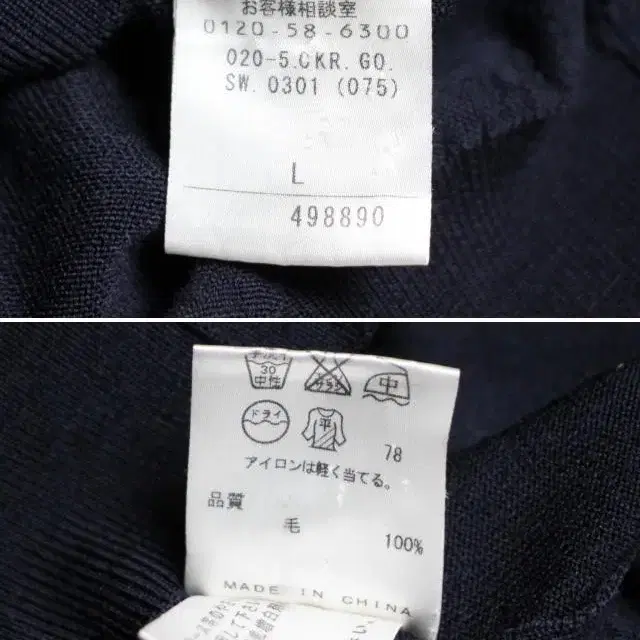 お客様相談室
0120-58-6300
020-5.CKR.GO.
SW.0301 (075)
L
498890
30
中性
中
ドライ
平
78
アイロンは軽く当てる。
品質
毛 100%
MADE IN CHINA